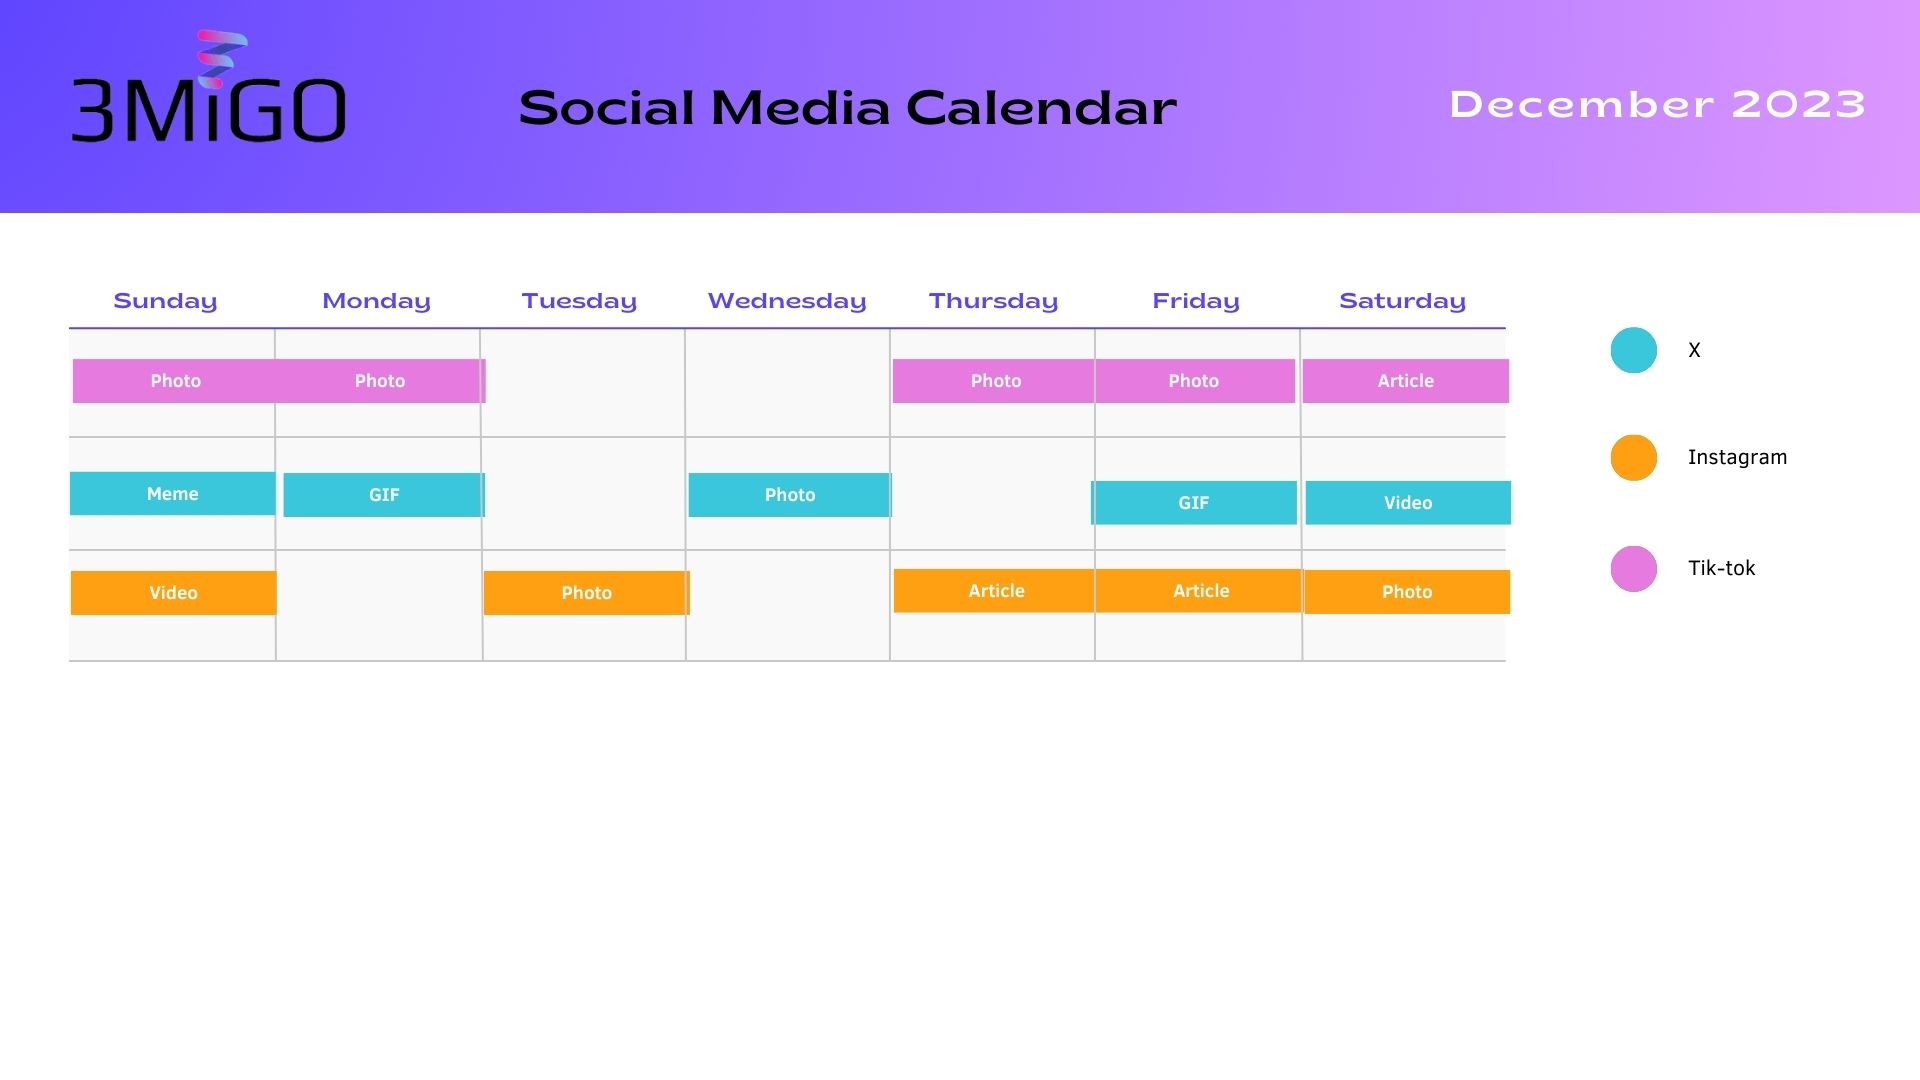 3MiGO
Social Media Calendar
December 2023
Sunday Monday Tuesday Wednesday Thursday Friday Saturday
Photo Photo Photo Photo Article
Meme GIF Photo GIF Video
Video Photo Article Article Photo
X
Instagram
Tik-tok